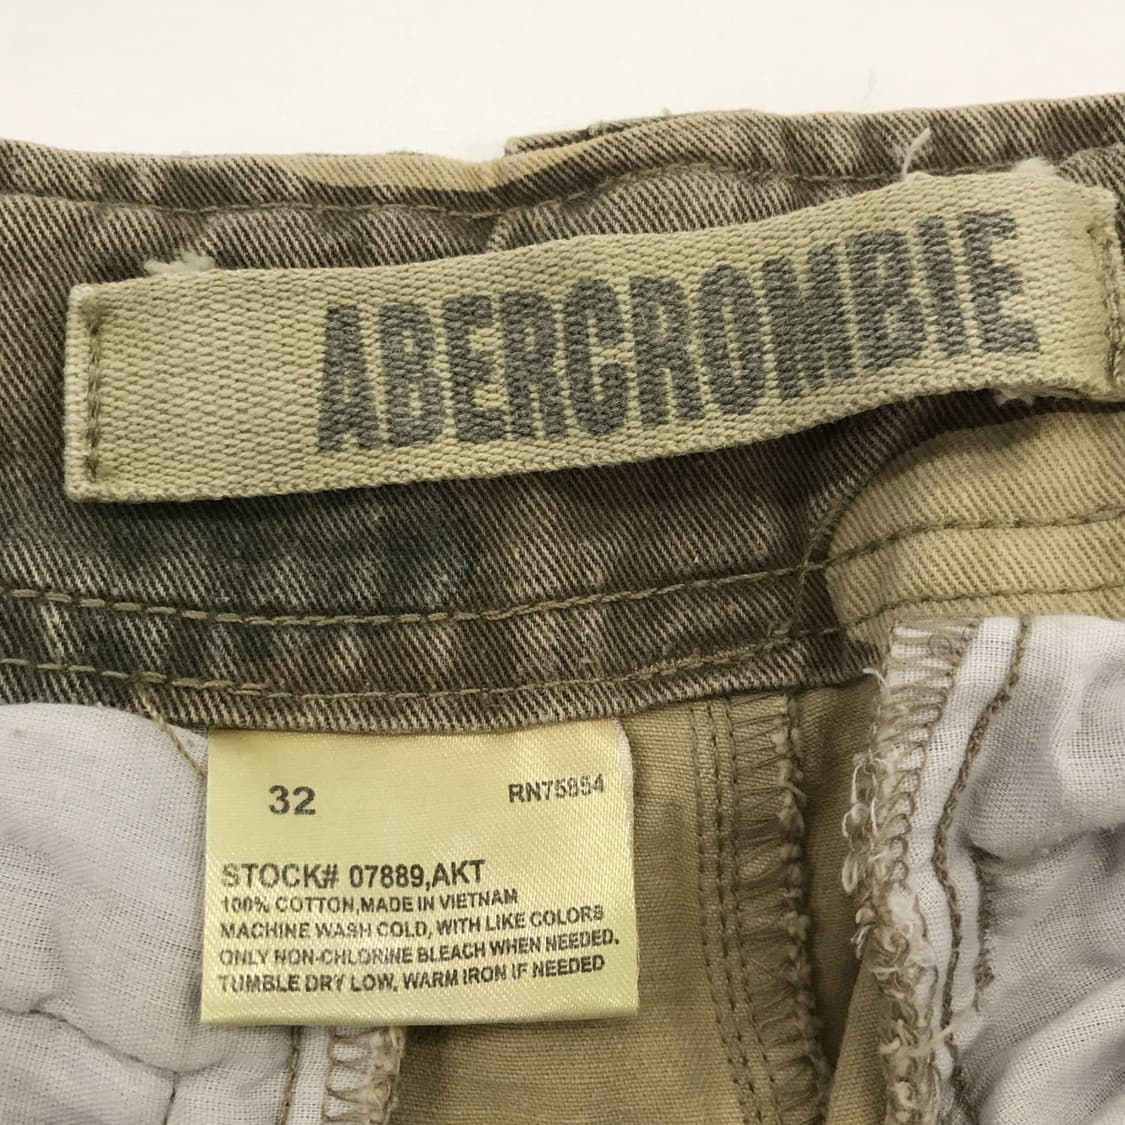 ABERCROMBIE
32
RN75884
STOCK# 07889,AKT
100% COTTON,MADE IN VIETNAM
MACHINE WASH COLD, WITH LIKE COLORS
ONLY NON-CHLORINE BLEACH WHEN NEEDED.
TUMBLE DRY LOW, WARM IRON IF NEEDED